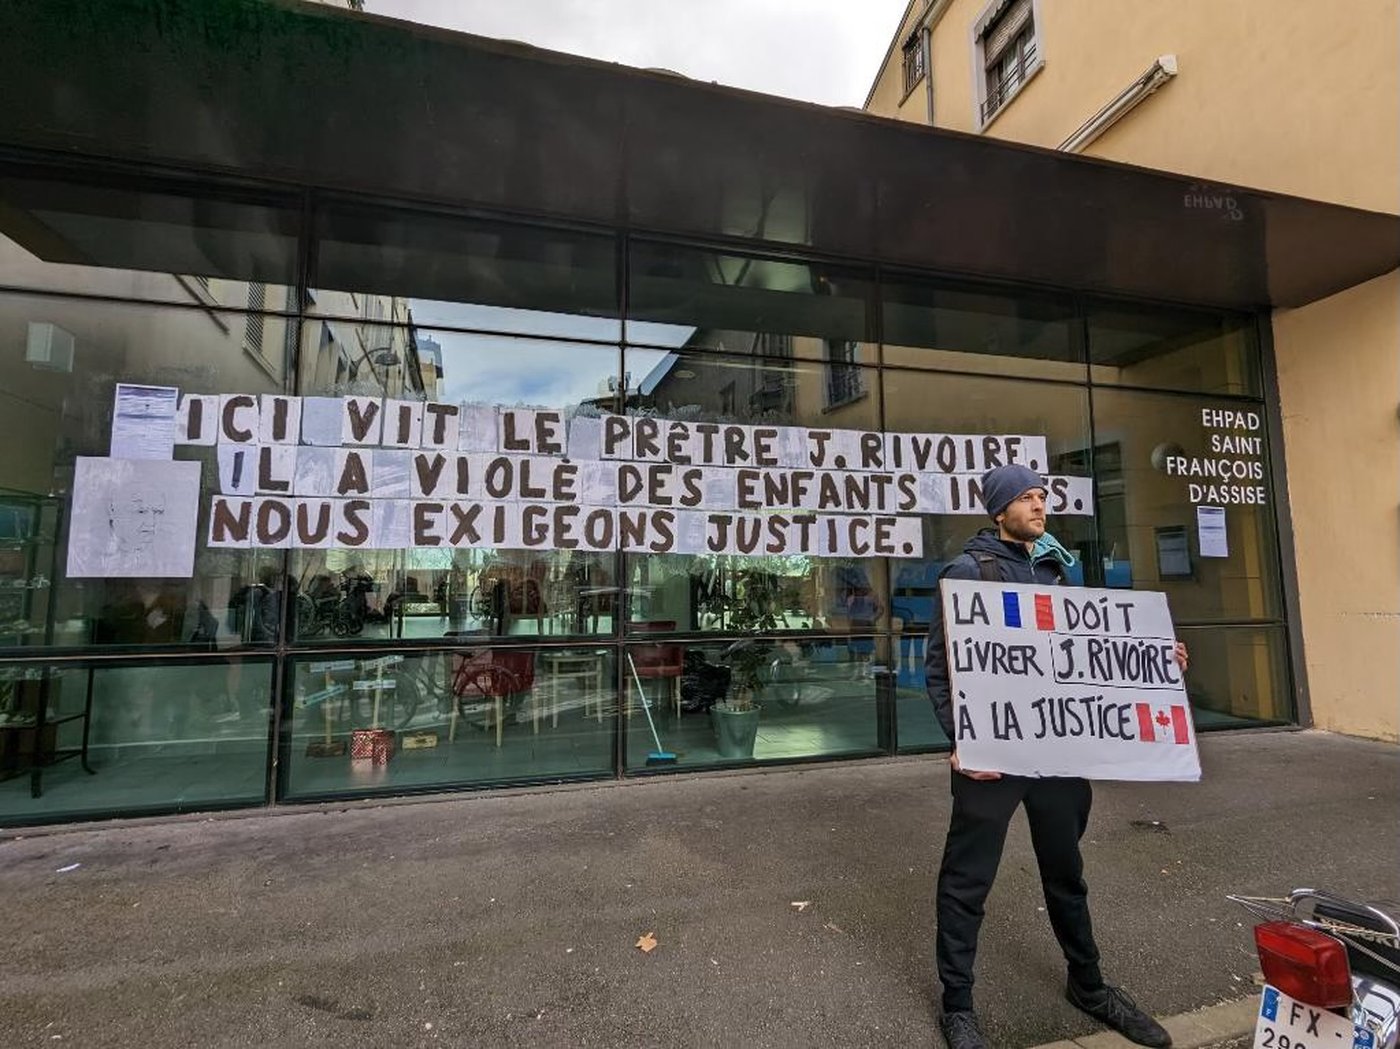 ICI VIT LE PRÊTRE J. RIVOIRE.
IL A VIOLÉ DES ENFANTS
NOUS EXIGEONS JUSTICE.
EHPAD
SAINT
FRANÇOIS
D'ASSISE
LA DOIT
LIVRER J. RIVOIRE
À LA JUSTICE
FX -